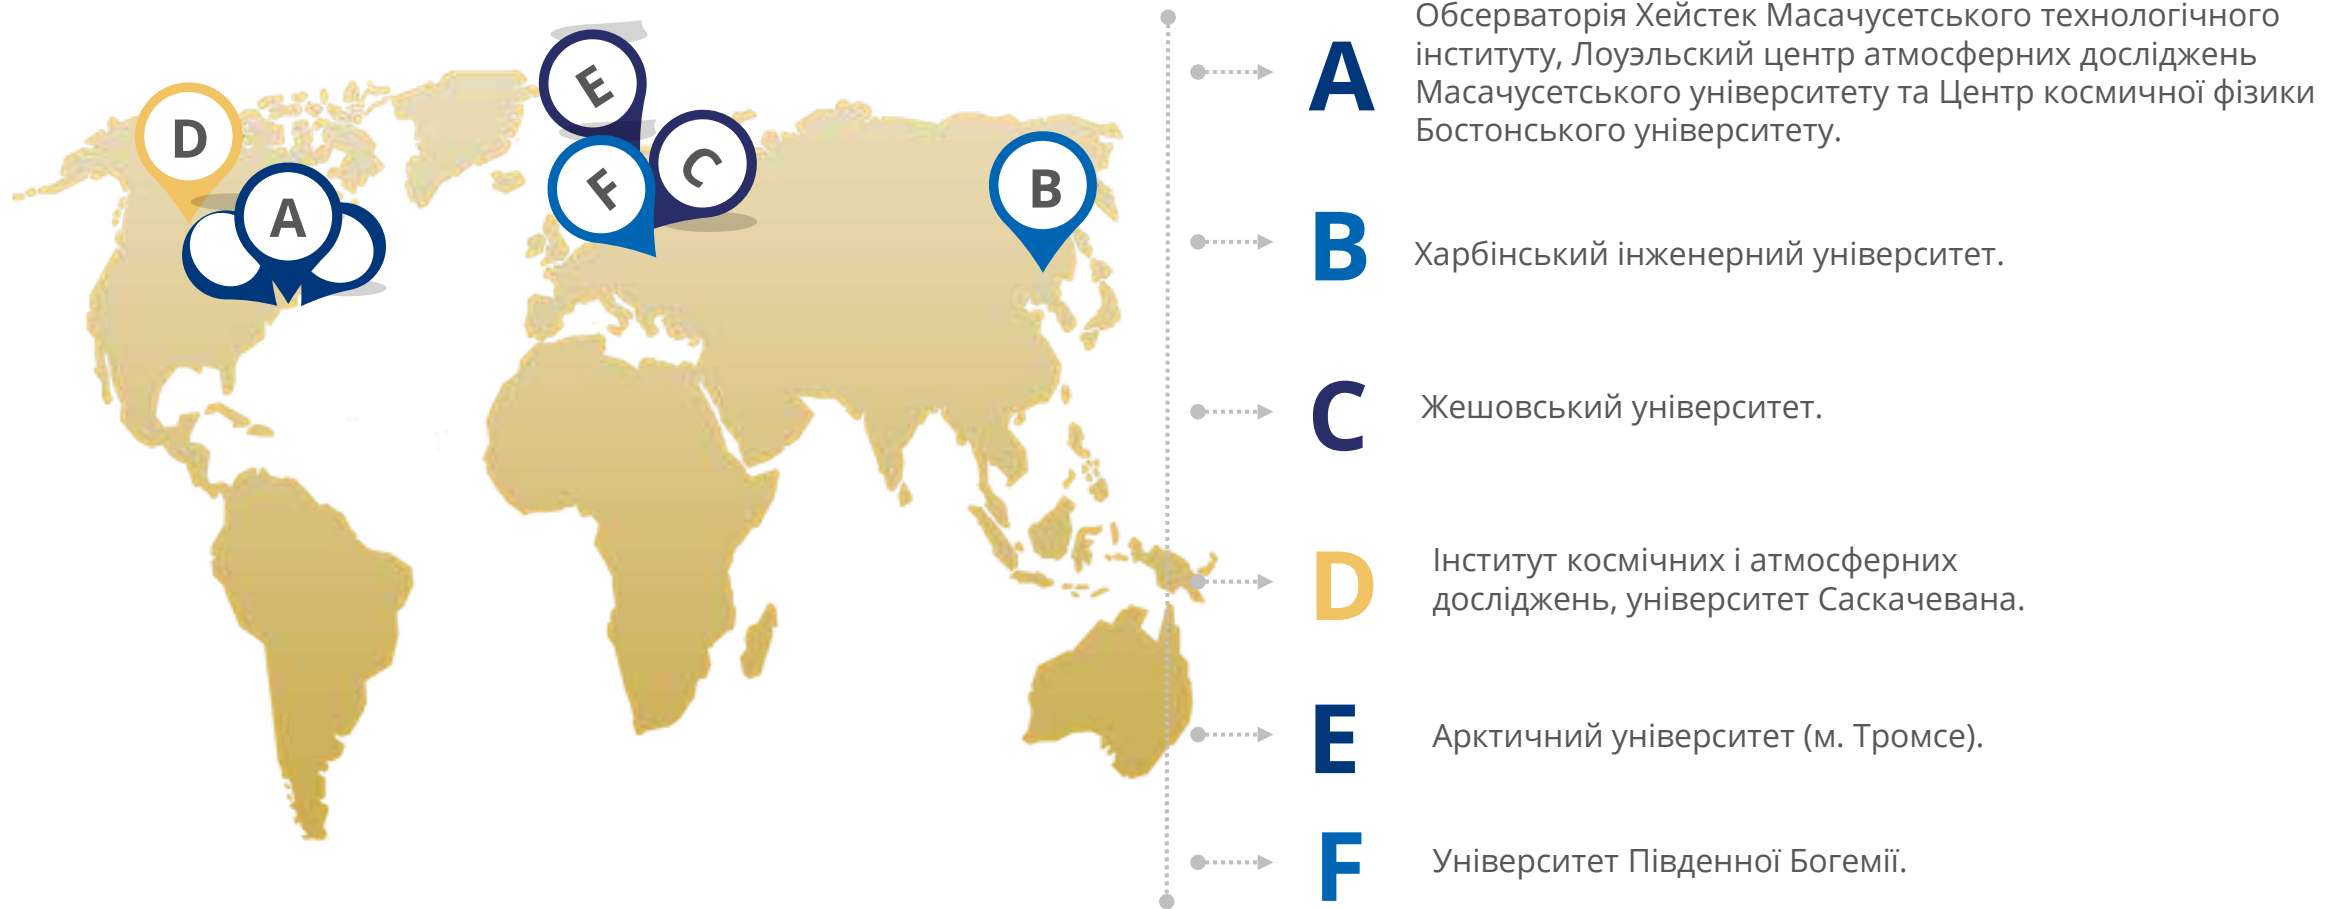 E
D
C
F
B
A
A
Обсерваторія Хейстек Масачусетського технологічного
інституту, Лоуэльский центр атмосферних досліджень
Масачусетського університету та Центр космичної фізики
Бостонського університету.
B
Харбінський інженерний університет.
C
Жешовський університет.
D
Інститут космічних і атмосферних
досліджень, університет Саскачевана.
E
Арктичний університет (м. Тромсе).
F
Університет Південної Богемії.